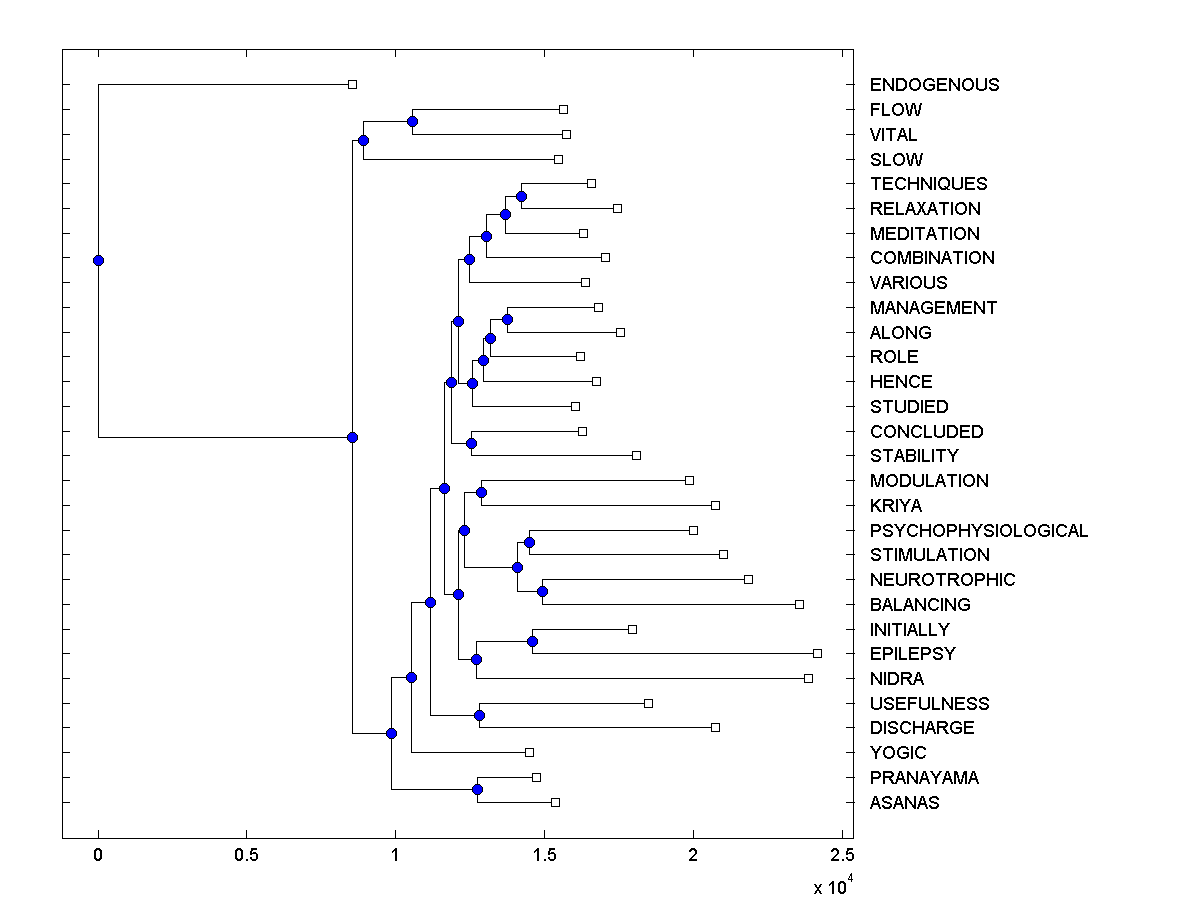 ENDOGENOUS
FLOW
VITAL
SLOW
TECHNIQUES
RELAXATION
MEDITATION
COMBINATION
VARIOUS
MANAGEMENT
ALONG
ROLE
HENCE
STUDIED
CONCLUDED
STABILITY
MODULATION
KRIYA
PSYCHOPHYSIOLOGICAL
STIMULATION
NEUROTROPHIC
BALANCING
INITIALLY
EPILEPSY
NIDRA
USEFULNESS
DISCHARGE
YOGIC
PRANAYAMA
ASANAS
0 0.5 1 1.5 2 2.5
x 10^4